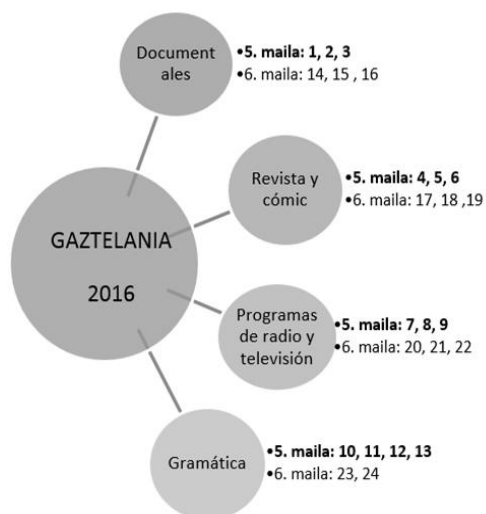 Document
ales
•5. maila: 1, 2, 3
•6. maila: 14, 15 , 16
Revista y
cómic
•5. maila: 4, 5, 6
•6. maila: 17, 18 ,19
GAZTELANIA
2016
Programas
de radio y
televisión
•5. maila: 7, 8, 9
•6. maila: 20, 21, 22
Gramática
•5. maila: 10, 11, 12, 13
•6. maila: 23, 24